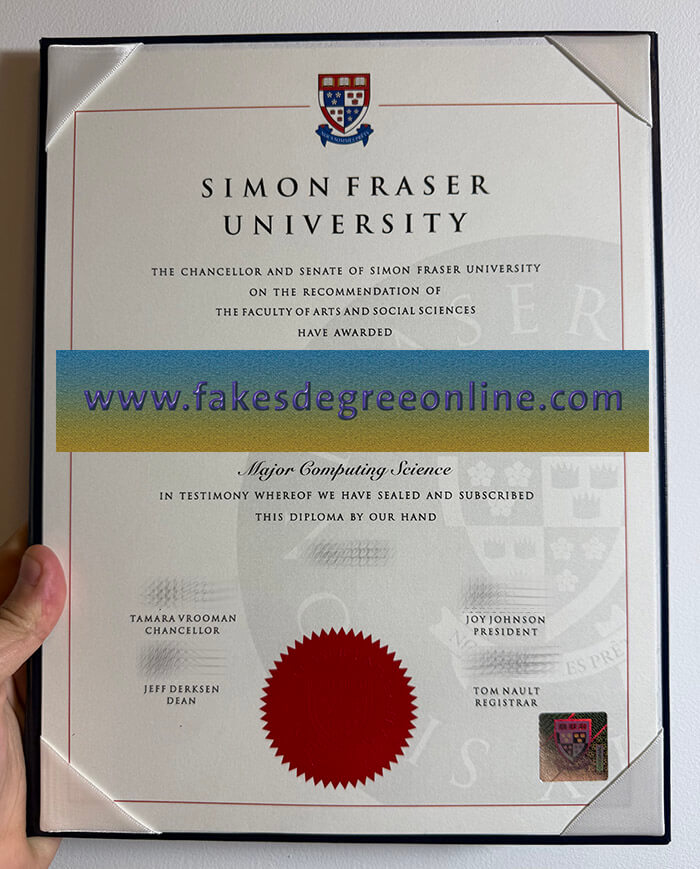 SIMON FRASER
UNIVERSITY
THE CHANCELLOR AND SENATE OF SIMON FRASER UNIVERSITY
ON THE RECOMMENDATION OF
THE FACULTY OF ARTS AND SOCIAL SCIENCES
HAVE AWARDED
www.fakesdegreeonline.com
Major Computing Science
IN TESTIMONY WHEREOF WE HAVE SEALED AND SUBSCRIBED
THIS DIPLOMA BY OUR HAND
TAMARA VROOMAN
CHANCELLOR
JOY JOHNSON
PRESIDENT
JEFF DERKSEN
DEAN
TOM NAULT
REGISTRAR